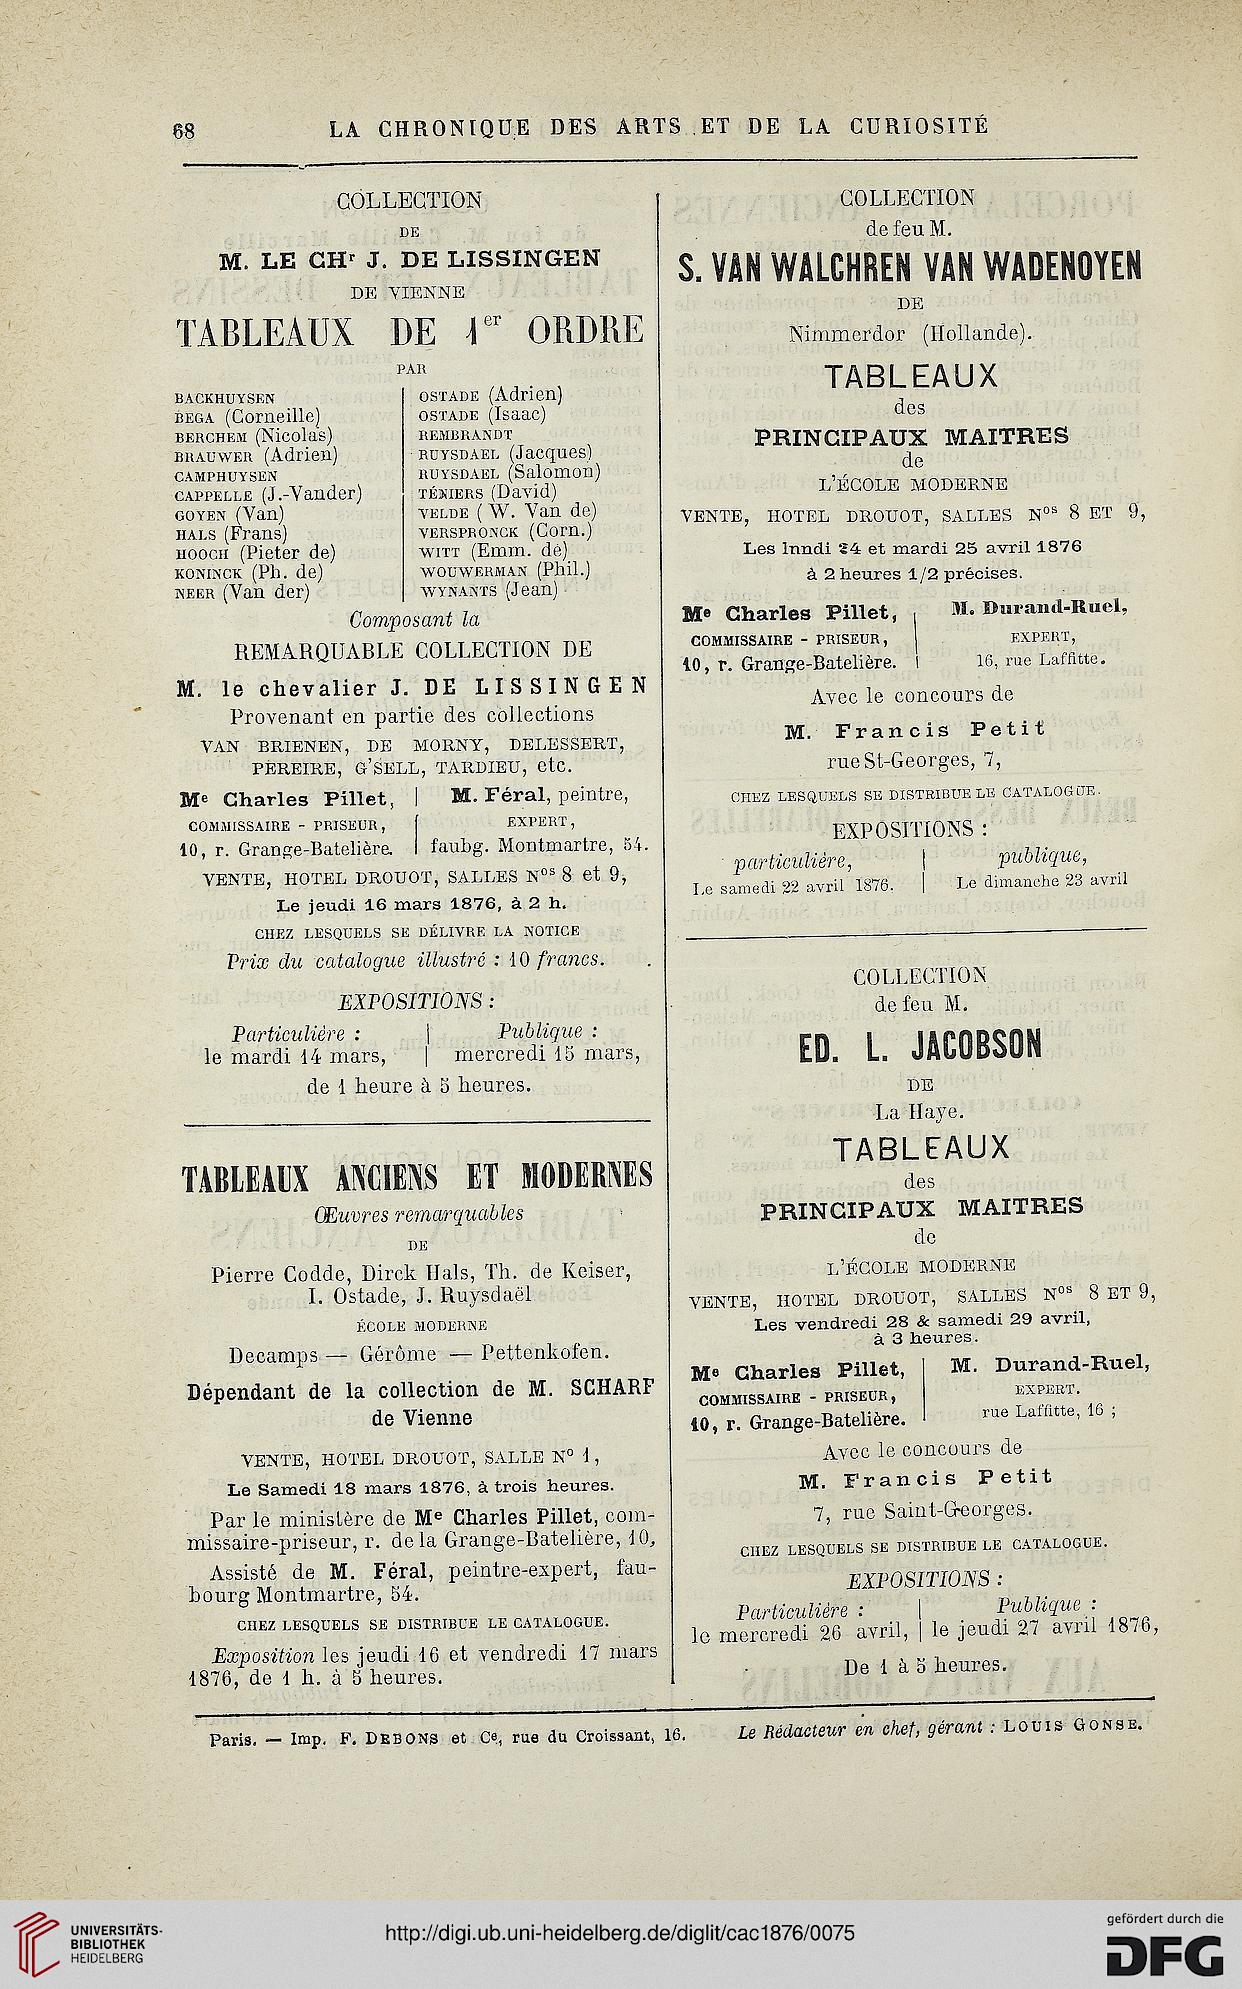 68
LA CHRONIQUE DES ARTS ET DE LA CURIOSITÉ
COLLECTION
DE
M. LE CHr J. DE LISSINGEN
DE VIENNE
TABLEAUX DE 1er ORDRE
PAR
BACKHUYSEN
BEGA (Corneille)
BERCHEM (Nicolas)
BRAUWER (Adrien)
CAMPHUYSEN
CAPPELLE (J.-Vander)
GOYEN (Van)
HALS (Frans)
HOOCH (Pieter de)
KONINCK (Ph. de)
NEER (Van der)
OSTADE (Adrien)
OSTADE (Isaac)
REMBRANDT
RUYSDAEL (Jacques)
RUYSDAEL (Salomon)
TÉNIERS (David)
VELDE (W. Van de)
VERSPRONCK (Corn.)
WITT (Emm. de)
WOUWERMAN (Phil.)
WYNANTS (Jean)
Composant la
REMARQUABLE COLLECTION DE
M. le chevalier J. DE LISSINGEN
Provenant en partie des collections
VAN BRIENEN, DE MORNY, DELESSERT,
PEREIRE, G'SELL, TARDIEU, etc.
Me Charles Pillet,
COMMISSAIRE - PRISEUR,
10, r. Grange-Batelière.
M. Féral, peintre,
EXPERT,
faubg. Montmartre, 54.
VENTE, HOTEL DROUOT, SALLES Nos 8 et 9,
Le jeudi 16 mars 1876, à 2 h.
CHEZ LESQUELS SE DÉLIVRE LA NOTICE
Prix du catalogue illustré : 10 francs.
EXPOSITIONS :
Particulière :
le mardi 14 mars,
Publique :
mercredi 15 mars,
de 1 heure à 5 heures.
TABLEAUX ANCIENS ET MODERNES
Œuvres remarquables
DE
Pierre Codde, Dirck Hals, Th. de Keiser,
I. Ostade, J. Ruysdaël
ÉCOLE MODERNE
Decamps — Gérôme — Pettenkofen.
Dépendant de la collection de M. SCHARF
de Vienne
VENTE, HOTEL DROUOT, SALLE N° 1,
Le Samedi 18 mars 1876, à trois heures.
Par le ministère de Me Charles Pillet, com-
missaire-priseur, r. de la Grange-Batelière, 10,
Assisté de M. Féral, peintre-expert, fau-
bourg Montmartre, 54.
CHEZ LESQUELS SE DISTRIBUE LE CATALOGUE.
Exposition les jeudi 16 et vendredi 17 mars
1876, de 1 h. à 5 heures.
COLLECTION
de feu M.
S. VAN WALCHREN VAN WADENOYEN
DE
Nimmerdor (Hollande).
TABLEAUX
des
PRINCIPAUX MAITRES
de
L'ÉCOLE MODERNE
VENTE, HOTEL DROUOT, SALLES Nos 8 ET 9,
Les lnndi 24 et mardi 25 avril 1876
à 2 heures 1/2 précises.
Me Charles Pillet,
COMMISSAIRE - PRISEUR,
10, r. Grange-Batelière.
M. Durand-Ruel,
EXPERT,
16, rue Laffitte.
Avec le concours de
M. Francis Petit
rue St-Georges, 7,
CHEZ LESQUELS SE DISTRIBUE LE CATALOGUE.
EXPOSITIONS :
particulière,
Le samedi 22 avril 1876.
publique,
Le dimanche 23 avril
COLLECTION
de feu M.
ED. L. JACOBSON
DE
La Haye.
TABLEAUX
des
PRINCIPAUX MAITRES
de
L'ÉCOLE MODERNE
VENTE, HOTEL DROUOT, SALLES Nos 8 ET 9,
Les vendredi 28 & samedi 29 avril,
à 3 heures.
Me Charles Pillet,
COMMISSAIRE - PRISEUR,
10, r. Grange-Batelière.
M. Durand-Ruel,
EXPERT.
rue Laffitte, 16 ;
Avec le concours de
M. Francis Petit
7, rue Saint-Georges.
CHEZ LESQUELS SE DISTRIBUE LE CATALOGUE.
EXPOSITIONS :
Particulière :
le mercredi 26 avril,
Publique :
le jeudi 27 avril 1876,
De 1 à 5 heures.
Paris. — Imp. F. DEBONS et Ce, rue du Croissant, 16.
Le Rédacteur en chef, gérant : LOUIS GONSE.
UNIVERSITÄTS-
BIBLIOTHEK
HEIDELBERG
http://digi.ub.uni-heidelberg.de/diglit/cac1876/0075
gefördert durch die
DFG